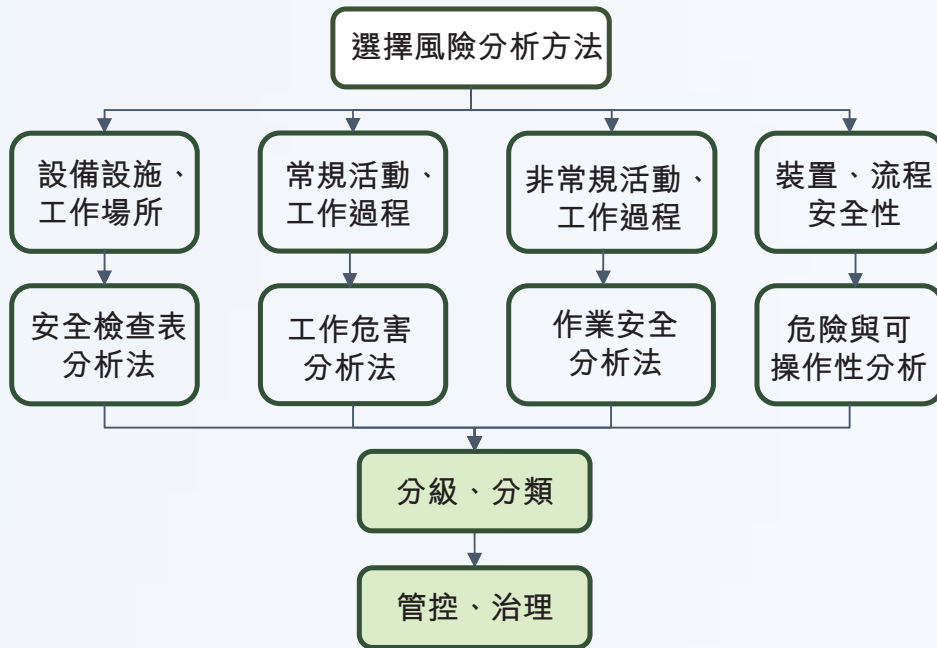 選擇風險分析方法
設備設施、
工作場所
常規活動、
工作過程
非常規活動、
工作過程
裝置、流程
安全性
安全檢查表
分析法
工作危害
分析法
作業安全
分析法
危險與可
操作性分析
分級、分類
管控、治理